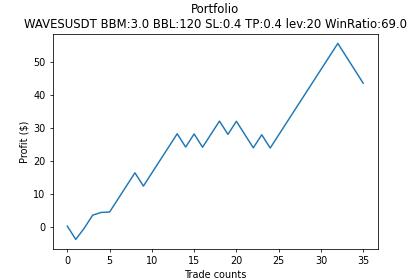 Portfolio
WAVESUSDT BBM:3.0 BBL:120 SL:0.4 TP:0.4 lev:20 WinRatio:69.0
50
40
30
20
10
0
Profit ($)
0 5 10 15 20 25 30 35
Trade counts